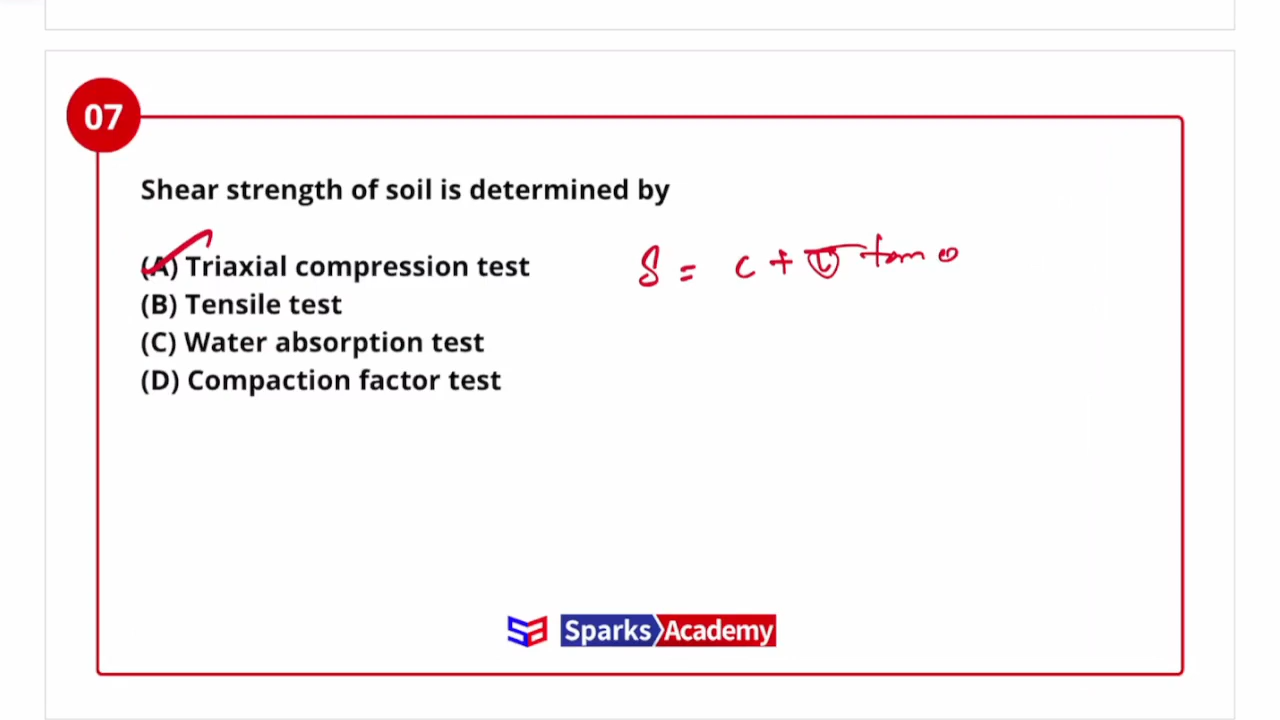 07
Shear strength of soil is determined by
(A) Triaxial compression test
S = c + σ tan
(B) Tensile test
(C) Water absorption test
(D) Compaction factor test
Sparks Academy